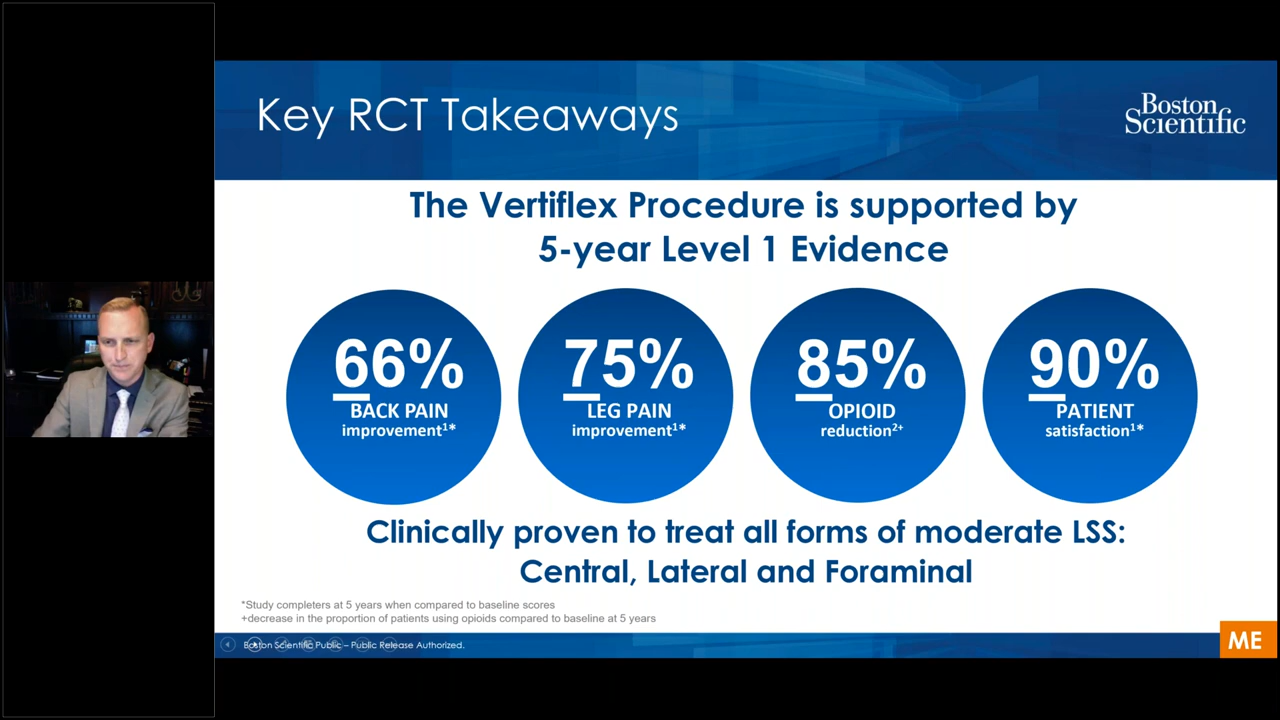 Key RCT Takeaways
Boston
Scientific
The Vertiflex Procedure is supported by
5-year Level 1 Evidence
66%
BACK PAIN
improvement1*
75%
LEG PAIN
improvement1*
85%
OPIOID
reduction2+
90%
PATIENT
satisfaction1*
Clinically proven to treat all forms of moderate LSS:
Central, Lateral and Foraminal
*Study completers at 5 years when compared to baseline scores
+decrease in the proportion of patients using opioids compared to baseline at 5 years
Boston Scientific Public – Public Release Authorized.
ME